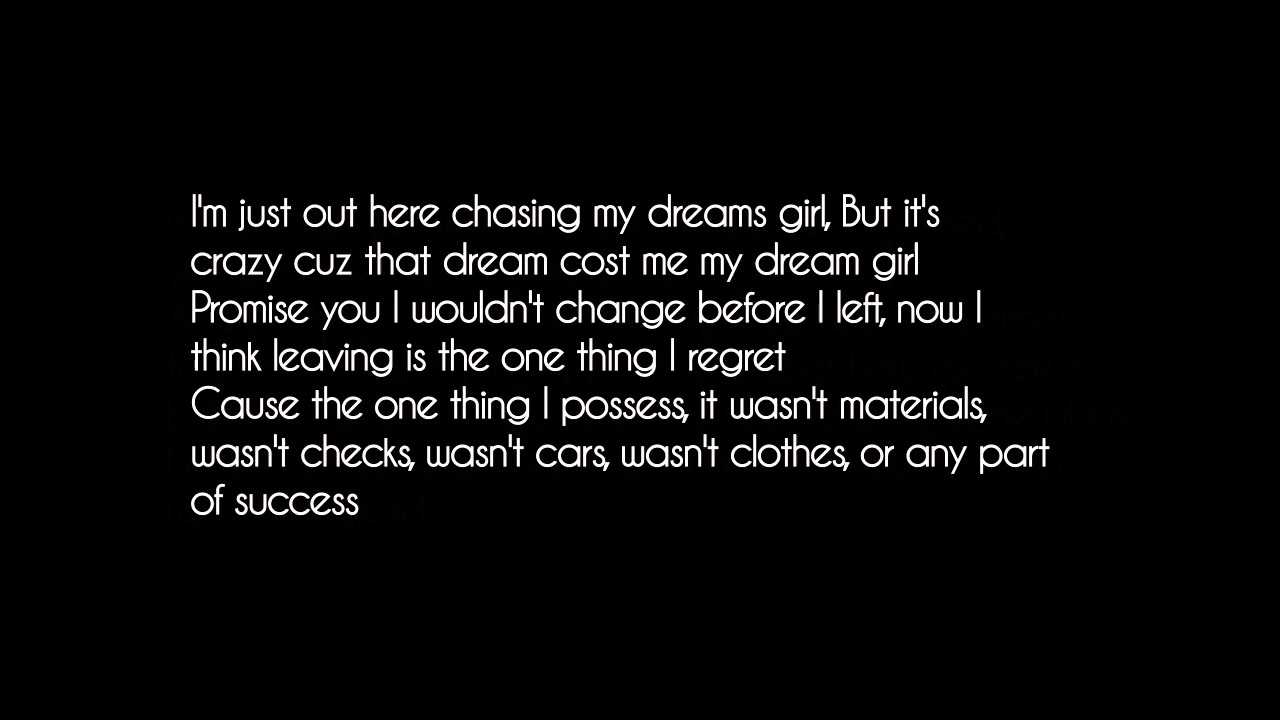 I'm just out here chasing my dreams girl, But it's
crazy cuz that dream cost me my dream girl
Promise you I wouldn't change before I left, now I
think leaving is the one thing I regret
Cause the one thing I possess, it wasn't materials,
wasn't checks, wasn't cars, wasn't clothes, or any part
of success